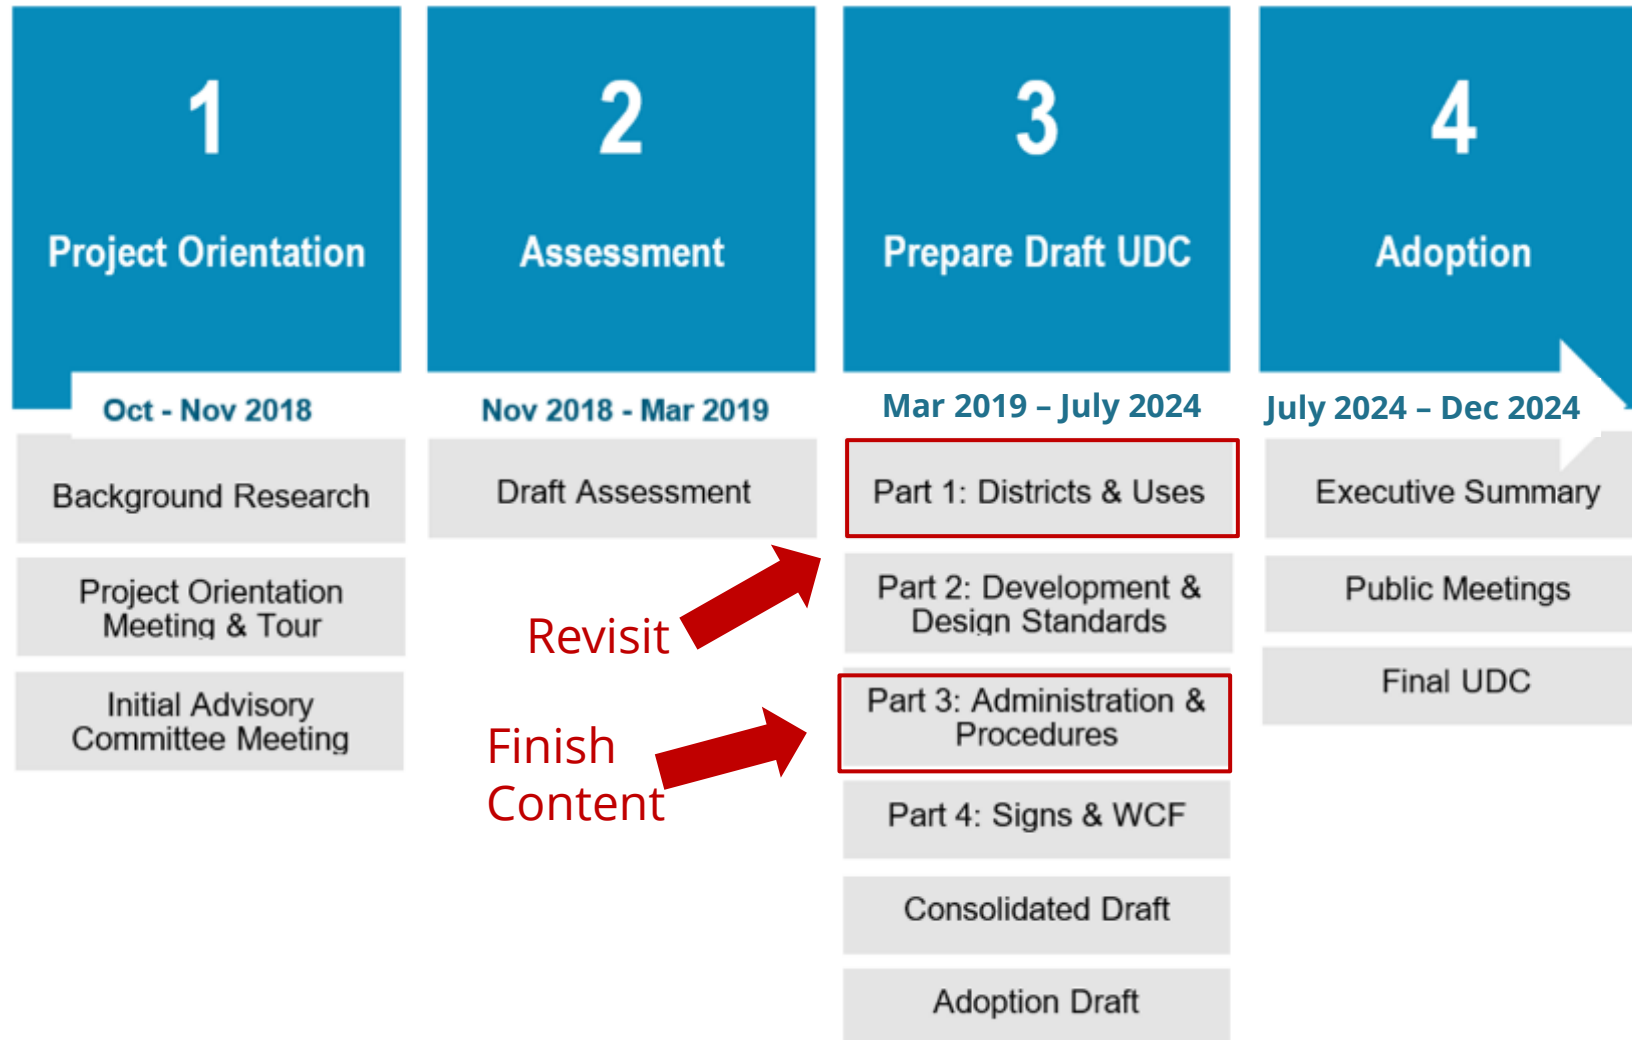 1
Project Orientation
Oct - Nov 2018
Background Research
Project Orientation
Meeting & Tour
Initial Advisory
Committee Meeting
2
Assessment
Nov 2018 - Mar 2019
Draft Assessment
Revisit
Finish
Content
3
Prepare Draft UDC
Mar 2019 – July 2024
Part 1: Districts & Uses
Part 2: Development &
Design Standards
Part 3: Administration &
Procedures
Part 4: Signs & WCF
Consolidated Draft
Adoption Draft
4
Adoption
July 2024 – Dec 2024
Executive Summary
Public Meetings
Final UDC